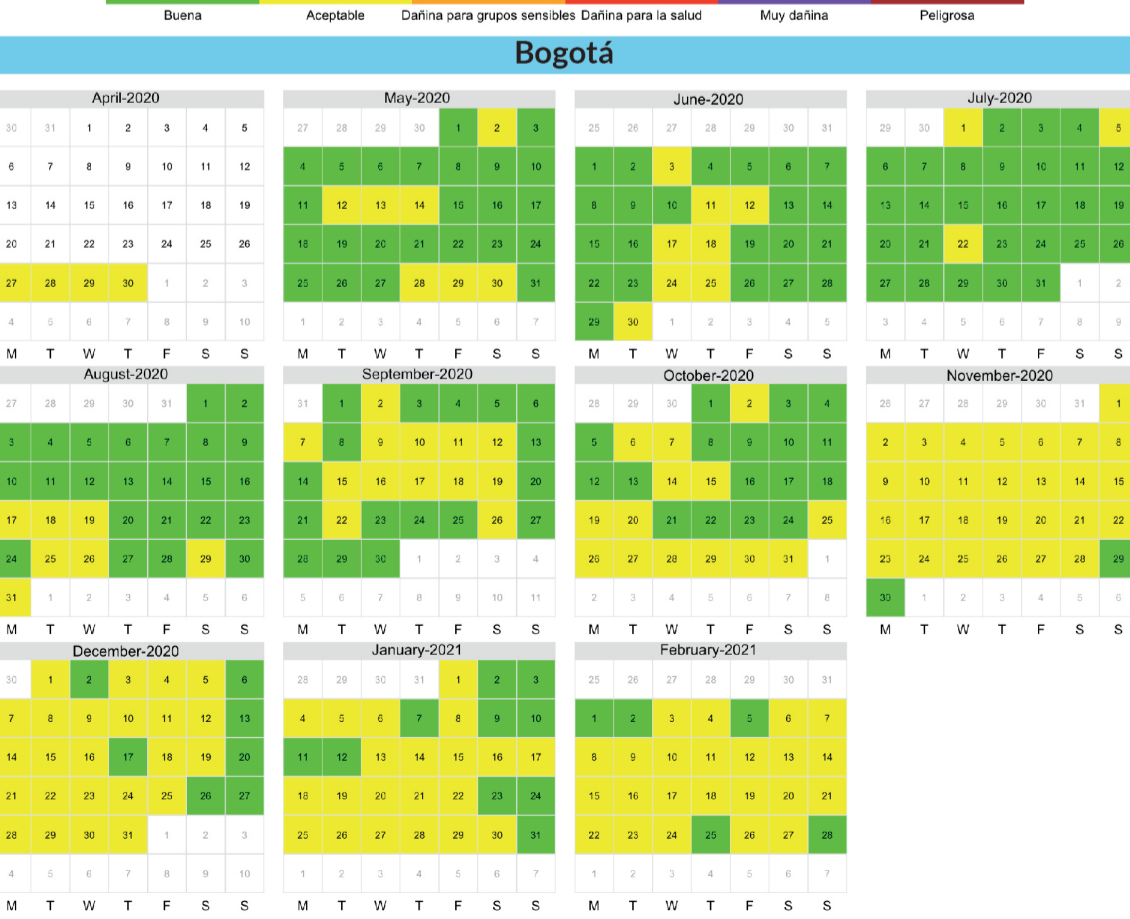 Buena Aceptable Dañina para grupos sensibles Dañina para la salud Muy dañina Peligrosa
Bogotá
April-2020 May-2020 June-2020 July-2020
30 31 1 2 3 4 5 27 28 29 30 1 2 3 25 26 27 28 29 30 31 29 30 1 2 3 4 5
6 7 8 9 10 11 12 4 5 6 7 8 9 10 1 2 3 4 5 6 7 6 7 8 9 10 11 12
13 14 15 16 17 18 19 11 12 13 14 15 16 17 8 9 10 11 12 13 14 13 14 15 16 17 18 19
20 21 22 23 24 25 26 18 19 20 21 22 23 24 15 16 17 18 19 20 21 20 21 22 23 24 25 26
27 28 29 30 1 2 3 25 26 27 28 29 30 31 22 23 24 25 26 27 28 27 28 29 30 31 1 2
4 5 6 7 8 9 10 1 2 3 4 5 6 7 29 30 1 2 3 4 5 3 4 5 6 7 8 9
M T W T F S S M T W T F S S M T W T F S S M T W T F S S
August-2020 September-2020 October-2020 November-2020
27 28 29 30 31 1 2 31 1 2 3 4 5 6 28 29 30 1 2 3 4 26 27 28 29 30 31 1
3 4 5 6 7 8 9 7 8 9 10 11 12 13 5 6 7 8 9 10 11 2 3 4 5 6 7 8
10 11 12 13 14 15 16 14 15 16 17 18 19 20 12 13 14 15 16 17 18 9 10 11 12 13 14 15
17 18 19 20 21 22 23 21 22 23 24 25 26 27 19 20 21 22 23 24 25 16 17 18 19 20 21 22
24 25 26 27 28 29 30 28 29 30 1 2 3 4 26 27 28 29 30 31 1 23 24 25 26 27 28 29
31 1 2 3 4 5 6 5 6 7 8 9 10 11 2 3 4 5 6 7 8 30 1 2 3 4 5 6
M T W T F S S M T W T F S S M T W T F S S M T W T F S S
December-2020 January-2021 February-2021
30 1 2 3 4 5 6 28 29 30 31 1 2 3 25 26 27 28 29 30 31
7 8 9 10 11 12 13 4 5 6 7 8 9 10 1 2 3 4 5 6 7
14 15 16 17 18 19 20 11 12 13 14 15 16 17 8 9 10 11 12 13 14
21 22 23 24 25 26 27 18 19 20 21 22 23 24 15 16 17 18 19 20 21
28 29 30 31 1 2 3 25 26 27 28 29 30 31 22 23 24 25 26 27 28
4 5 6 7 8 9 10 1 2 3 4 5 6 7 1 2 3 4 5 6 7
M T W T F S S M T W T F S S M T W T F S S